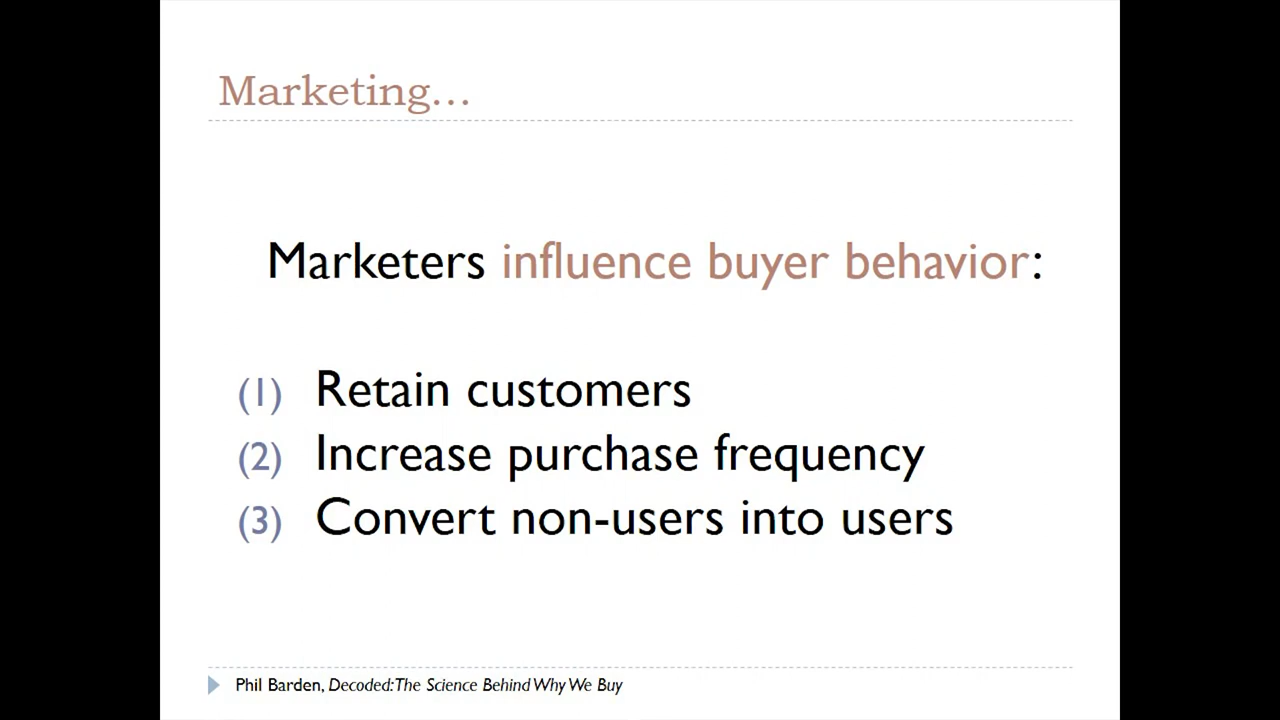 Marketing...
Marketers influence buyer behavior:
(1) Retain customers
(2) Increase purchase frequency
(3) Convert non-users into users
Phil Barden, Decoded: The Science Behind Why We Buy